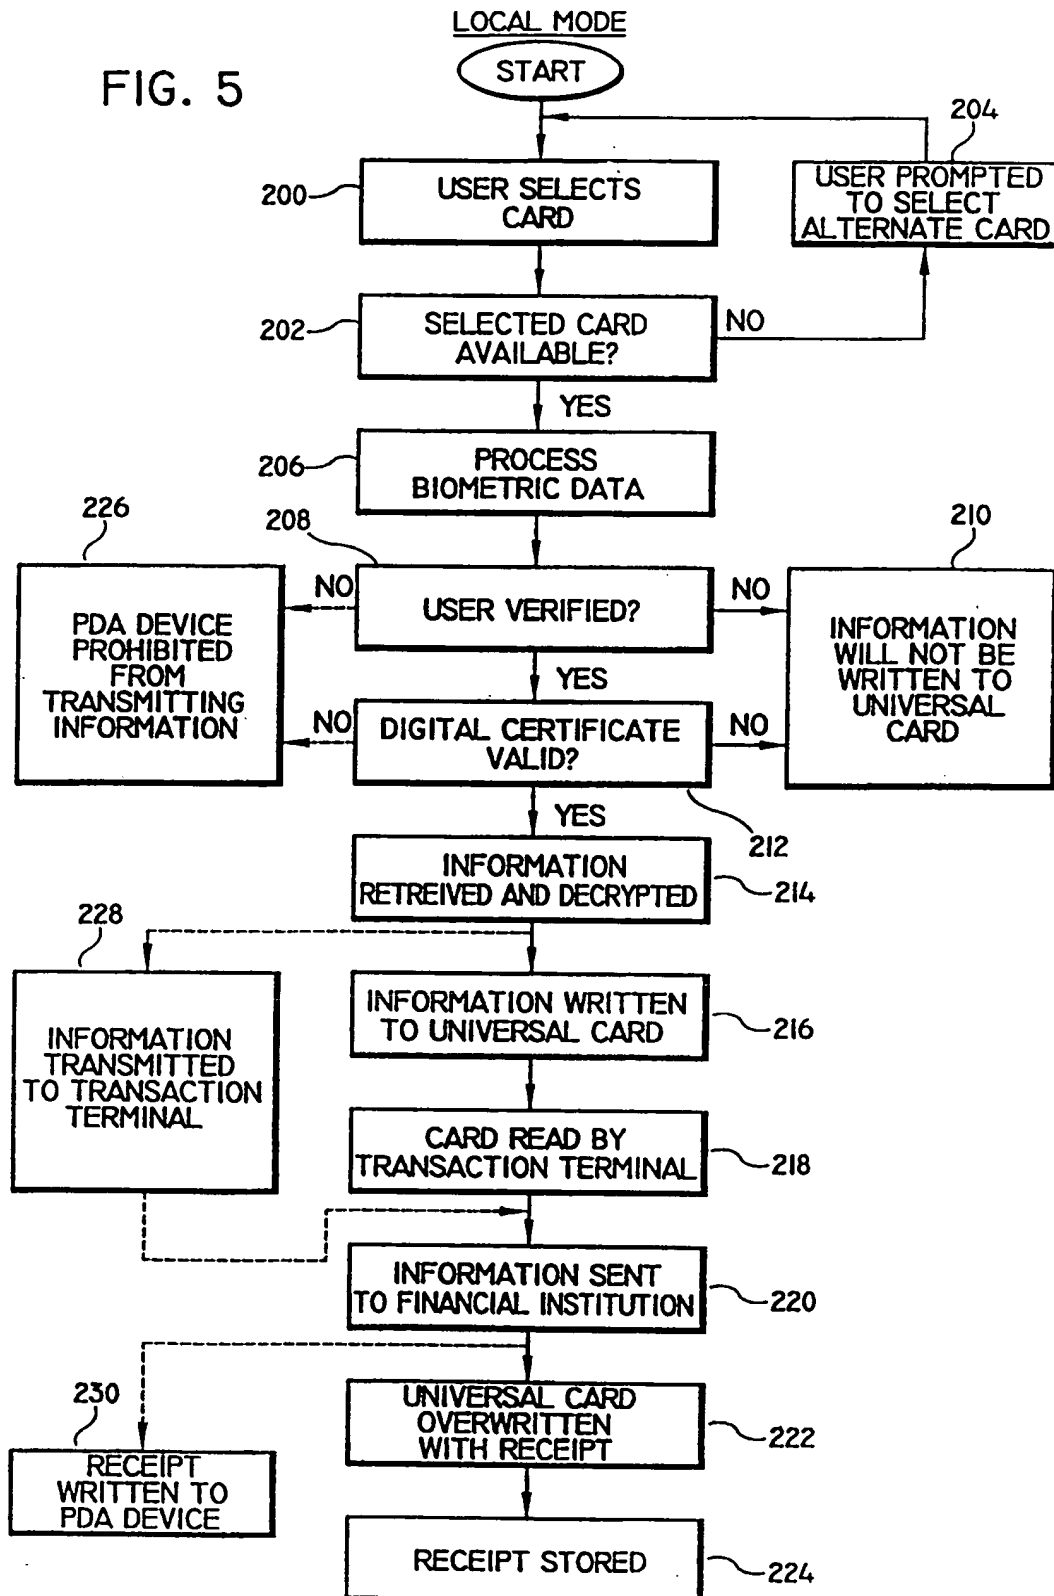 LOCAL MODE
START
FIG. 5
204
200
USER SELECTS
CARD
USER PROMPTED
TO SELECT
ALTERNATE CARD
202
SELECTED CARD
AVAILABLE?
NO
YES
206
PROCESS
BIOMETRIC DATA
226
208
210
NO
USER VERIFIED?
NO
PDA DEVICE
PROHIBITED
FROM
TRANSMITTING
INFORMATION
INFORMATION
WILL NOT BE
WRITTEN TO
UNIVERSAL
CARD
YES
NO
DIGITAL CERTIFICATE
VALID?
NO
YES
212
INFORMATION
RETREIVED AND DECRYPTED
214
228
INFORMATION WRITTEN
TO UNIVERSAL CARD
216
INFORMATION
TRANSMITTED
TO TRANSACTION
TERMINAL
CARD READ BY
TRANSACTION TERMINAL
218
INFORMATION SENT
TO FINANCIAL INSTITUTION
220
230
UNIVERSAL CARD
OVERWRITTEN
WITH RECEIPT
222
RECEIPT
WRITTEN TO
PDA DEVICE
RECEIPT STORED
224